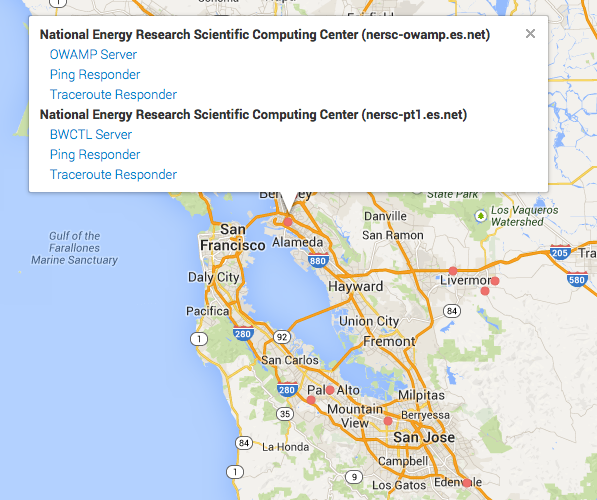 Sonoma
Fairfield
National Energy Research Scientific Computing Center (nersc-owamp.es.net)
×
OWAMP Server
Ping Responder
Traceroute Responder
National Energy Research Scientific Computing Center (nersc-pt1.es.net)
BWCTL Server
Ping Responder
Traceroute Responder
State Park
Los Vaqueros
Watershed
Danville
San
Francisco
San Ramon
Gulf of the
Farallones
Marine Sanctuary
Alameda
205
880
Daly City
Livermore
580
Hayward
Pacifica
84
Union City
1
280
92
Fremont
San Carlos
280
Palo Alto
Milpitas
35
Mountain
View
Berryessa
84
San Jose
La Honda
Campbell
1
9
Los Gatos
Edenvale